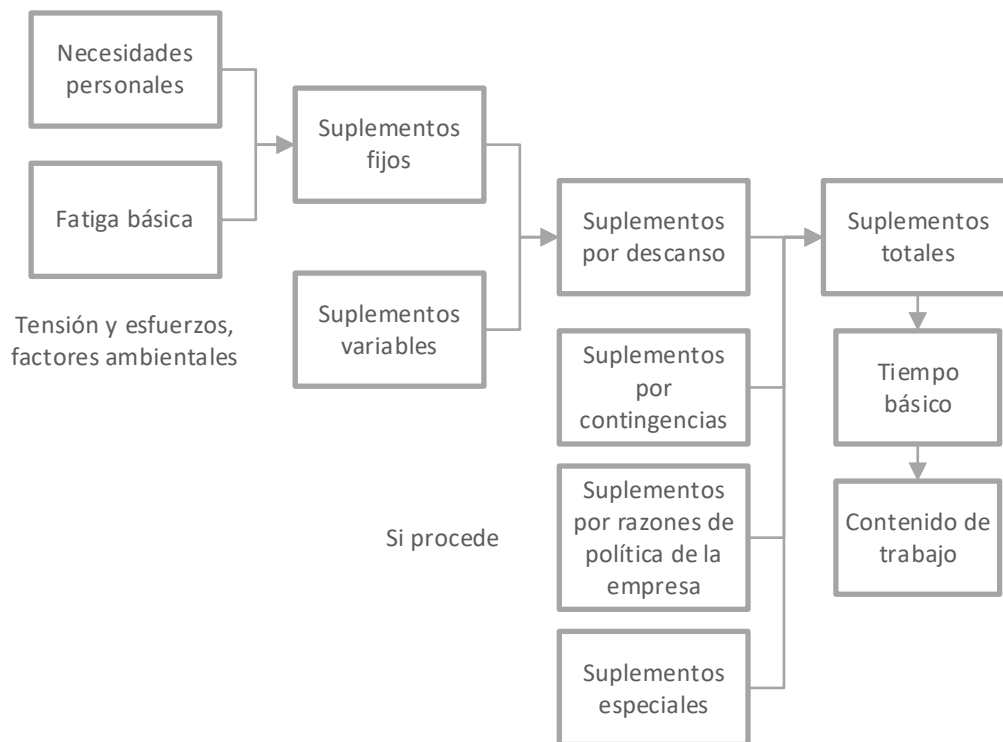 Necesidades
personales
Fatiga básica
Tensión y esfuerzos,
factores ambientales
Suplementos
fijos
Suplementos
variables
Si procede
Suplementos
por descanso
Suplementos
por
contingencias
Suplementos
por razones de
política de la
empresa
Suplementos
especiales
Suplementos
totales
Tiempo
básico
Contenido de
trabajo